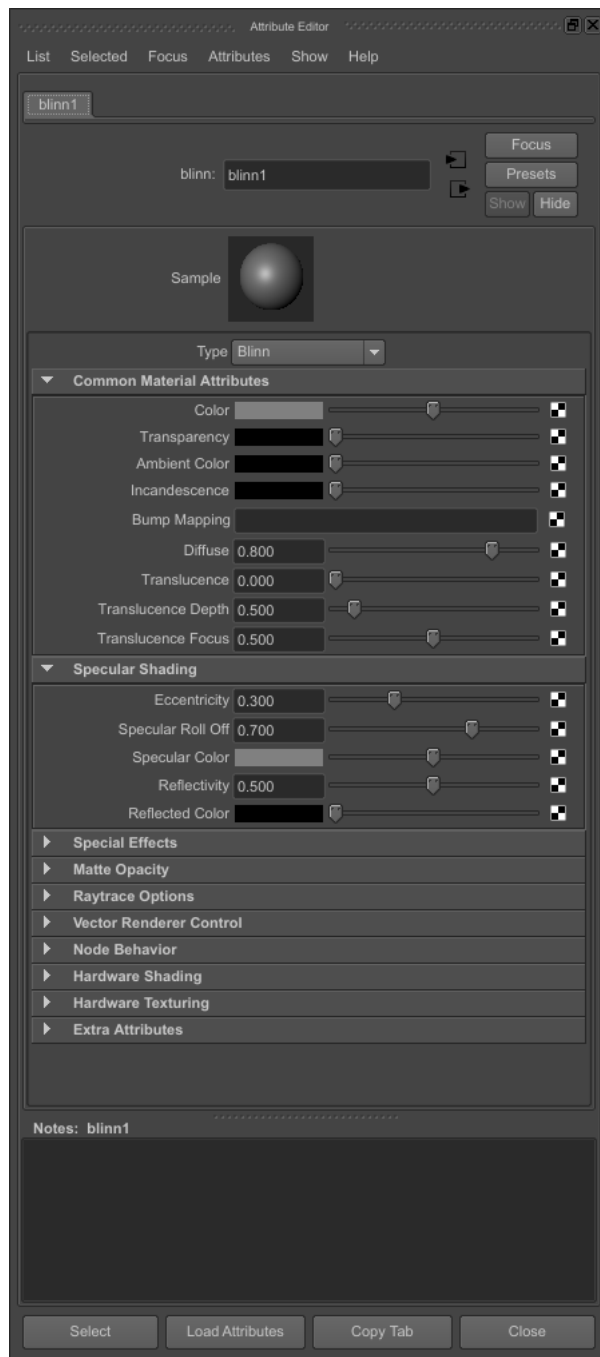 Attribute Editor
List Selected Focus Attributes Show Help
blinn1
Focus
blinn: blinn1
Presets
Show Hide
Sample
Type Blinn
Common Material Attributes
Color
Transparency
Ambient Color
Incandescence
Bump Mapping
Diffuse 0.800
Translucence 0.000
Translucence Depth 0.500
Translucence Focus 0.500
Specular Shading
Eccentricity 0.300
Specular Roll Off 0.700
Specular Color
Reflectivity 0.500
Reflected Color
Special Effects
Matte Opacity
Raytrace Options
Vector Renderer Control
Node Behavior
Hardware Shading
Hardware Texturing
Extra Attributes
Notes: blinn1
Select Load Attributes Copy Tab Close